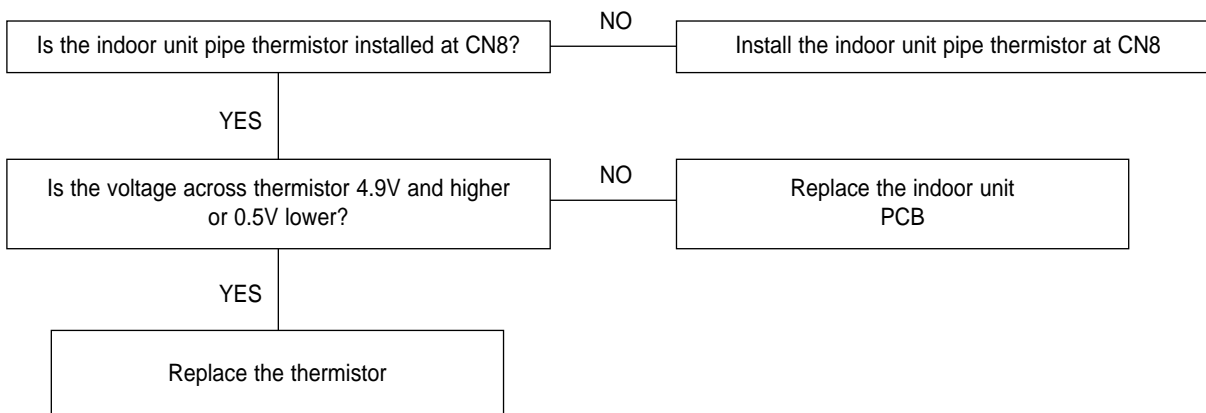 Is the indoor unit pipe thermistor installed at CN8?
NO
Install the indoor unit pipe thermistor at CN8
YES
Is the voltage across thermistor 4.9V and higher
or 0.5V lower?
NO
Replace the indoor unit
PCB
YES
Replace the thermistor